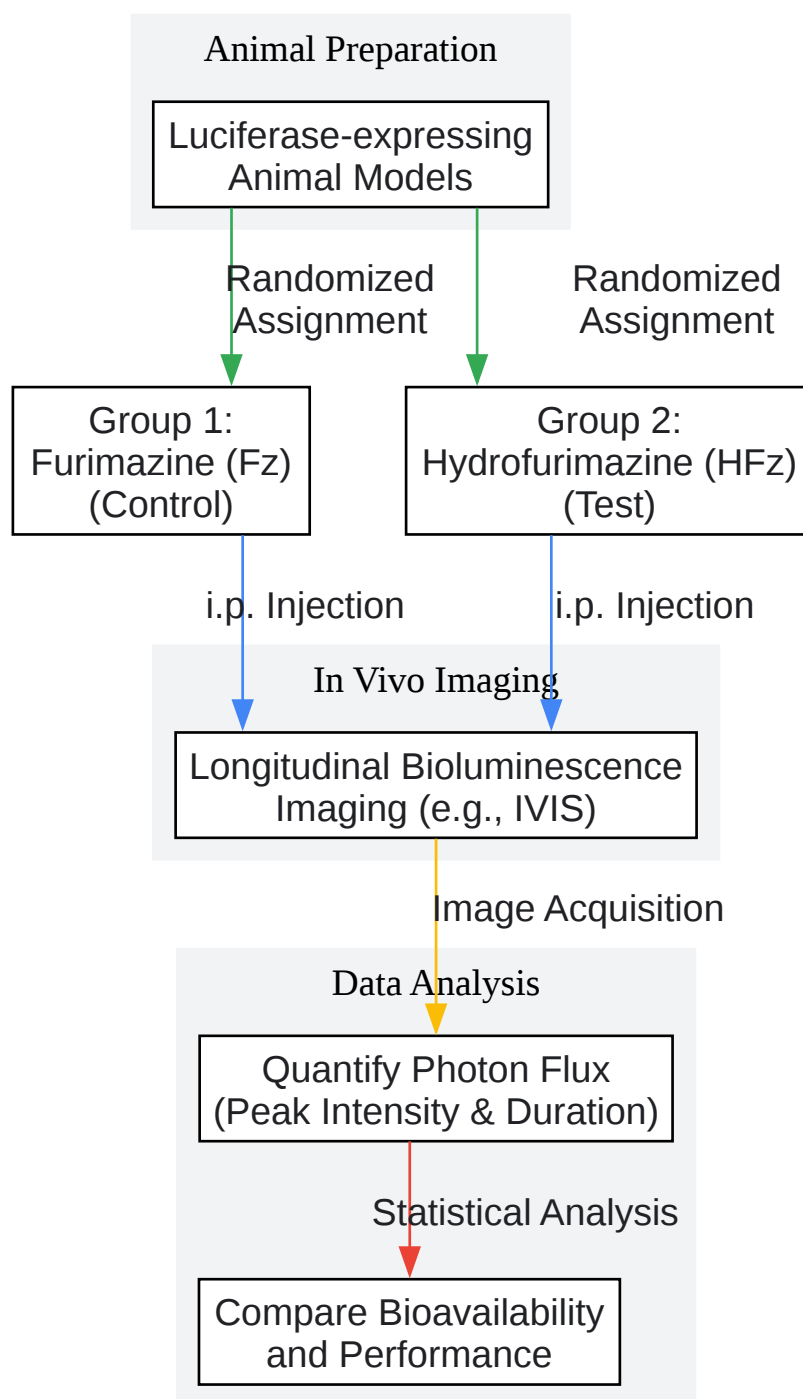 Animal Preparation
Luciferase-expressing
Animal Models
Randomized
Assignment
Randomized
Assignment
Group 1:
Furimazine (Fz)
(Control)
Group 2:
Hydrofurimazine (HFz)
(Test)
i.p. Injection
i.p. Injection
In Vivo Imaging
Longitudinal Bioluminescence
Imaging (e.g., IVIS)
Image Acquisition
Data Analysis
Quantify Photon Flux
(Peak Intensity & Duration)
Statistical Analysis
Compare Bioavailability
and Performance